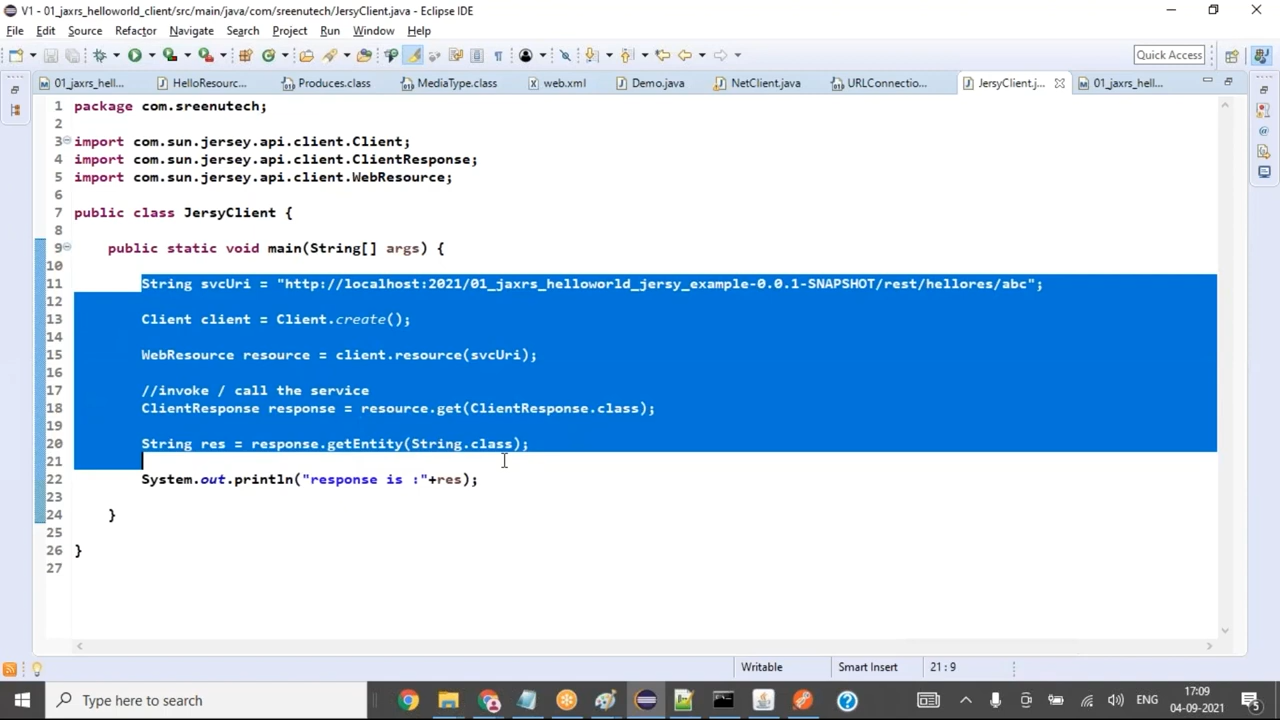 V1 - 01_jaxrs_helloworld_client/src/main/java/com/sreenutech/JersyClient.java - Eclipse IDE
File Edit Source Refactor Navigate Search Project Run Window Help
Quick Access
01_jaxrs_hell... HelloResourc... Produces.class MediaType.class web.xml Demo.java NetClient.java URLConnectio... JersyClient.j... 01_jaxrs_hell...
1 package com.sreenutech;
2
3 import com.sun.jersey.api.client.Client;
4 import com.sun.jersey.api.client.ClientResponse;
5 import com.sun.jersey.api.client.WebResource;
6
7 public class JersyClient {
8
9 public static void main(String[] args) {
10
11 String svcUri = "http://localhost:2021/01_jaxrs_helloworld_jersy_example-0.0.1-SNAPSHOT/rest/hellores/abc";
12
13 Client client = Client.create();
14
15 WebResource resource = client.resource(svcUri);
16
17 //invoke / call the service
18 ClientResponse response = resource.get(ClientResponse.class);
19
20 String res = response.getEntity(String.class);
21
22 System.out.println("response is :"+res);
23
24 }
25
26 }
27
Writable Smart Insert 21 : 9
Type here to search
ENG
17:09
04-09-2021
5